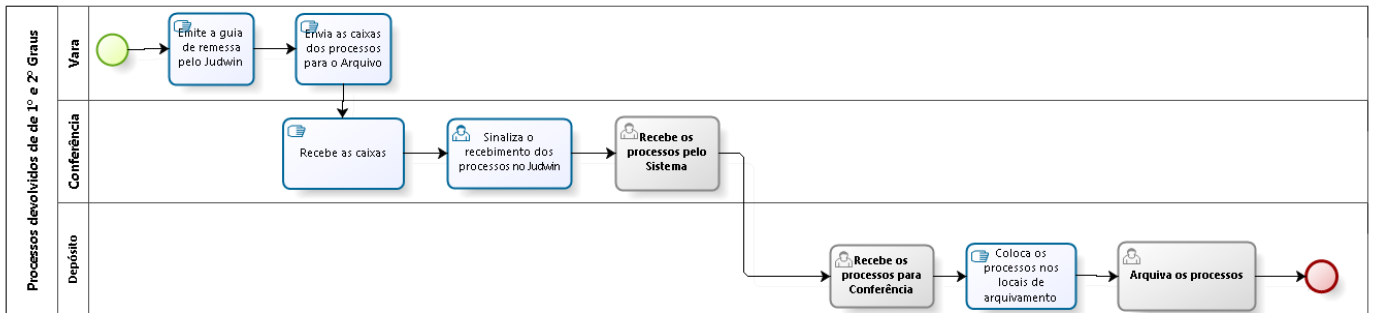 Processos devolvidos de de 1º e 2º Graus
Vara
Emite a guia
de remessa
pelo Judwin
Envia as caixas
dos processos
para o Arquivo
Conferência
Recebe as caixas
Sinaliza o
recebimento dos
processos no Judwin
Recebe os
processos pelo
Sistema
Depósito
Recebe os
processos para
Conferência
Coloca os
processos nos
locais de
arquivamento
Arquiva os processos